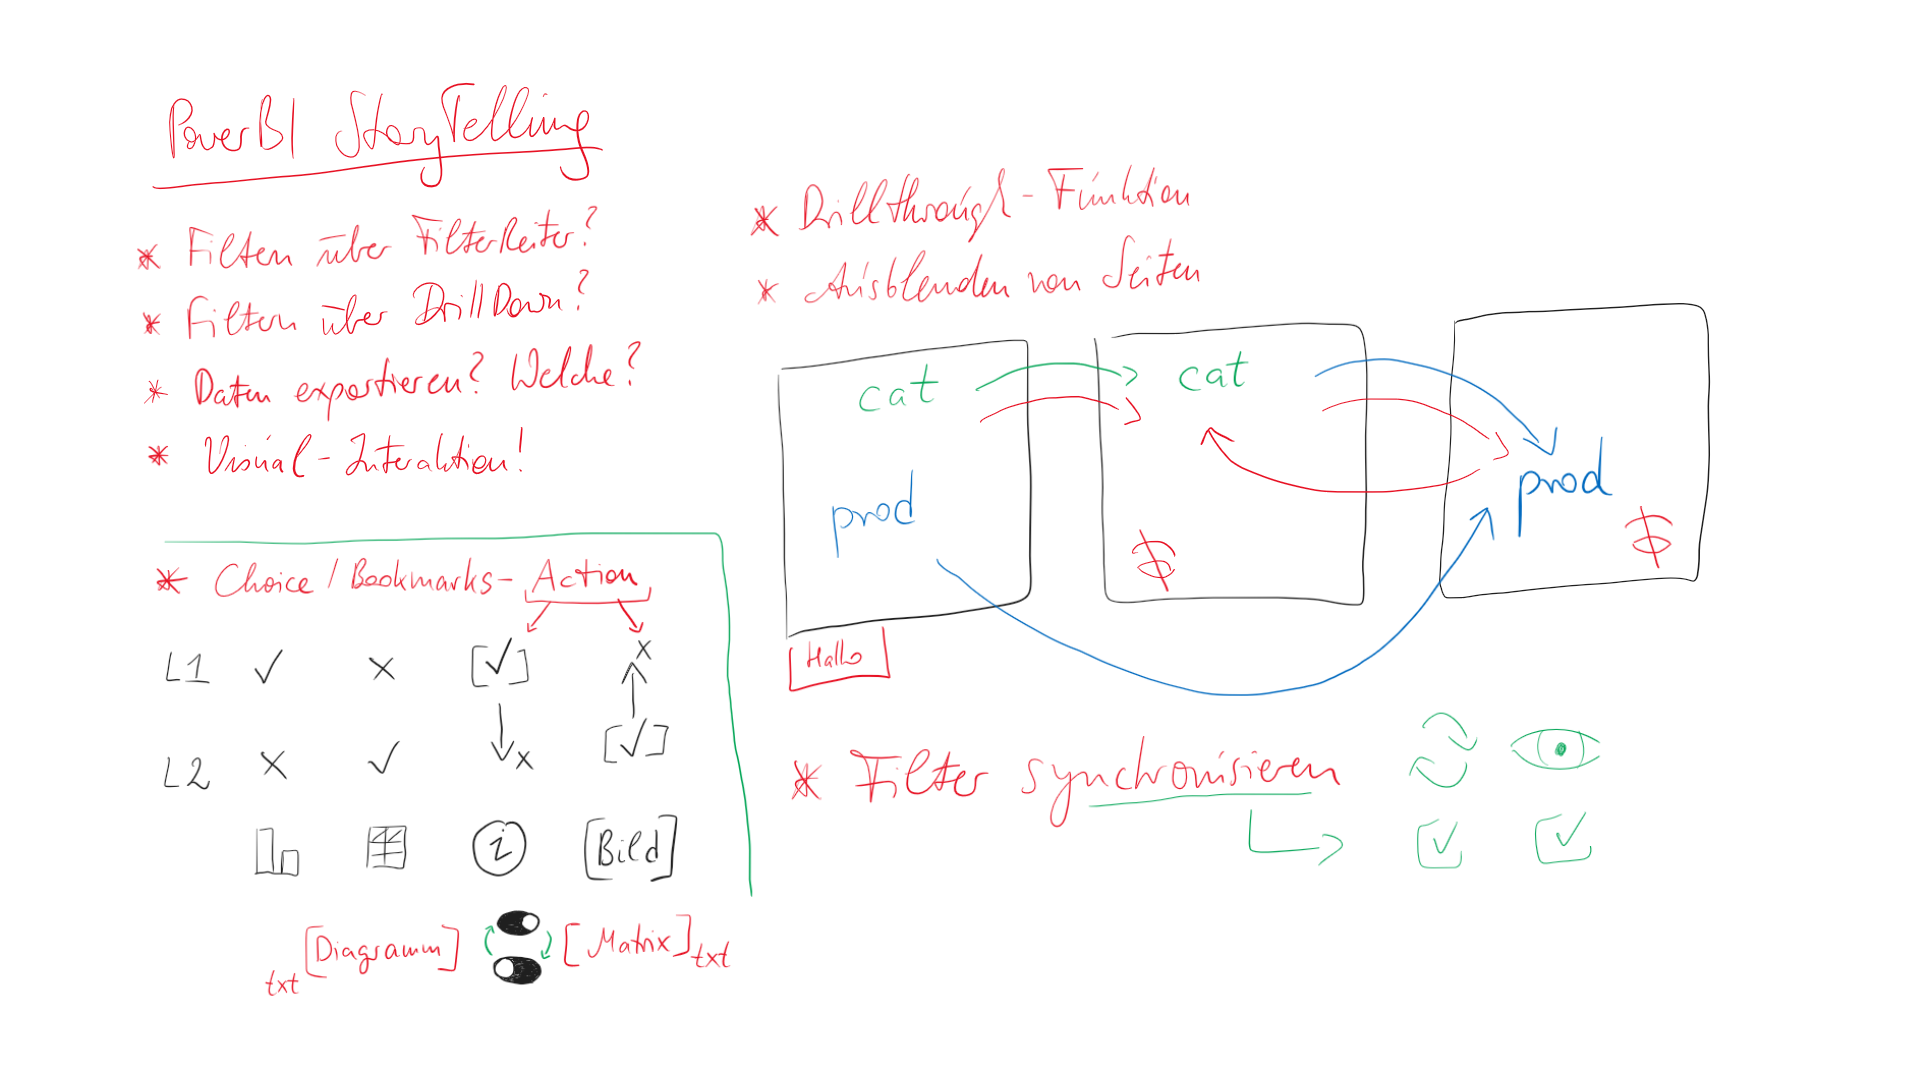 PowerBI StoryTelling
* Filtern über FilterReiter?
* Filtern über DrillDown?
* Daten exportieren? Welche?
* Visual-Interaktion!
* Choice / Bookmarks - Action
L1 ✓ x [✓] x
L2 x ✓ x [✓]
i [Bild]
txt [Diagramm] [Matrix] txt
* Drillthrough-Funktion
* Ausblenden von Seiten
cat cat
prod prod
Hallo
* Filter synchronisieren